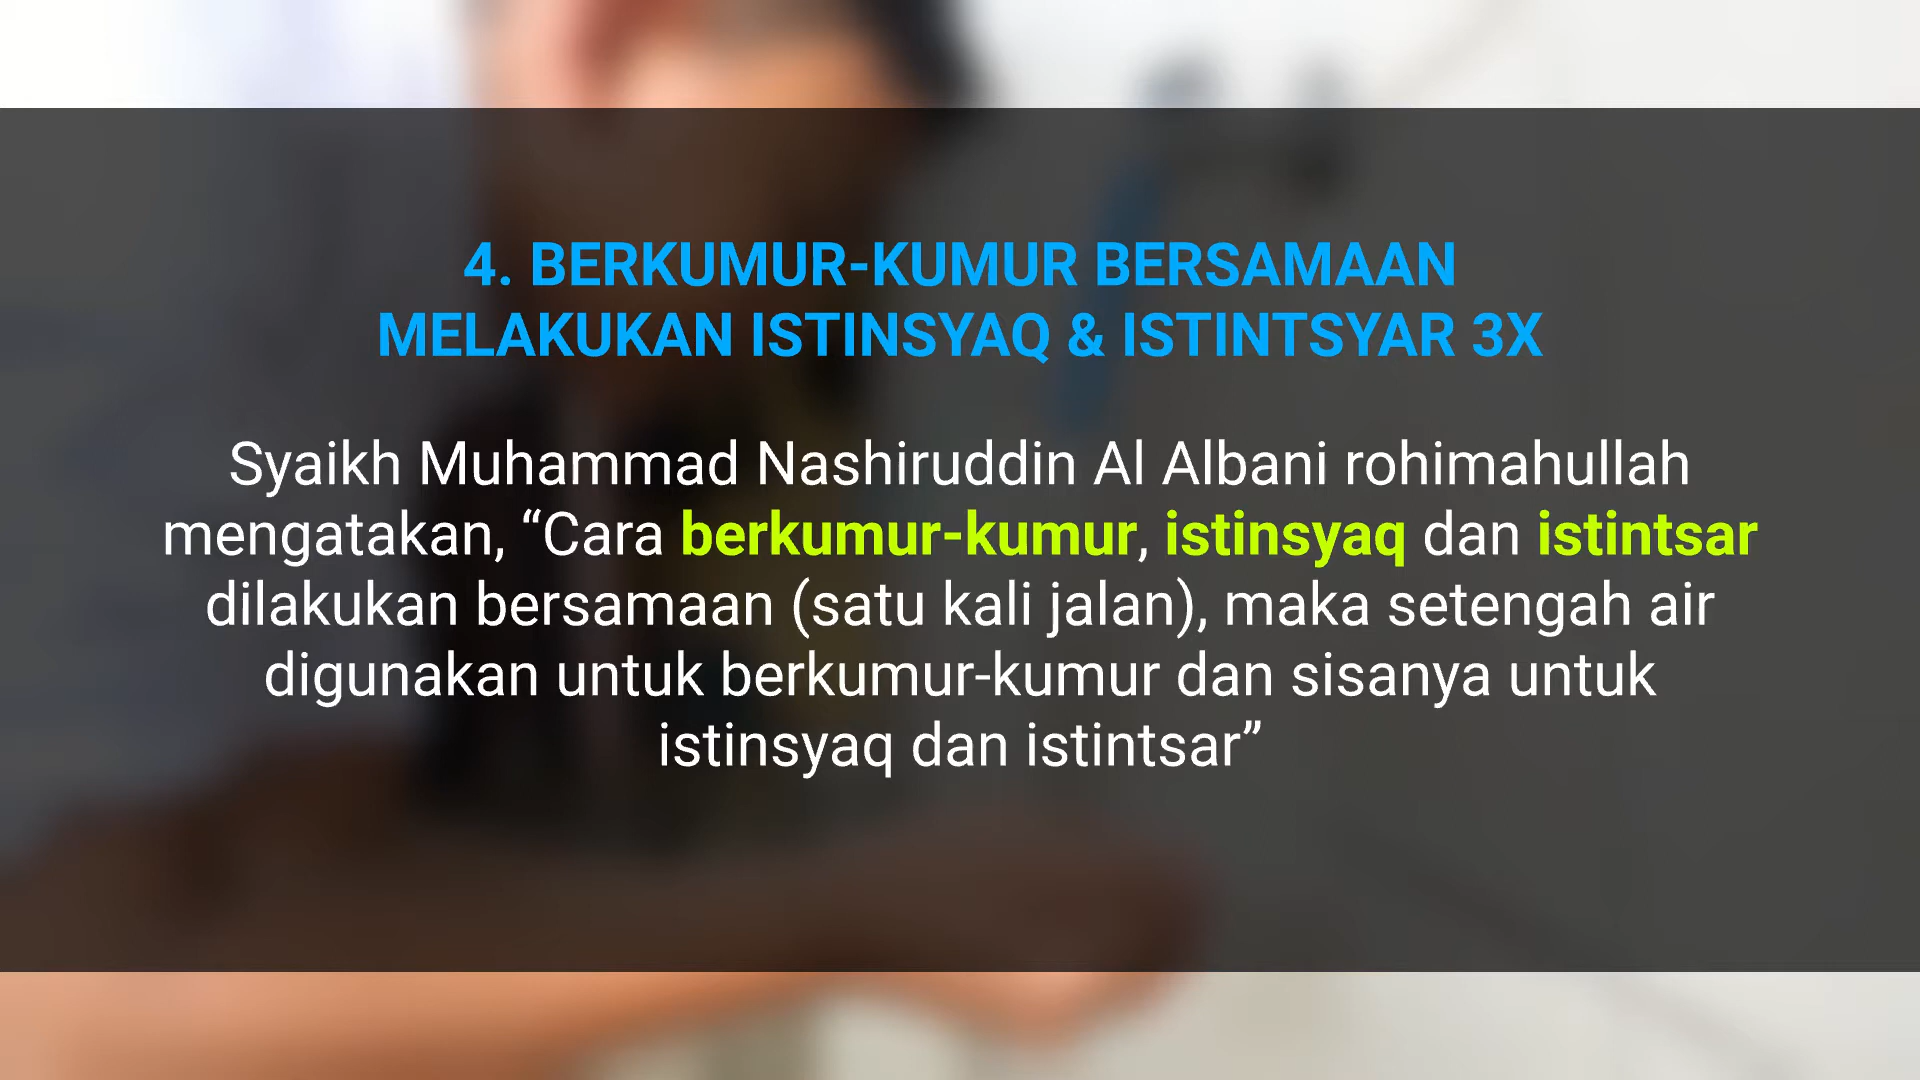 4. BERKUMUR-KUMUR BERSAMAAN
MELAKUKAN ISTINSYAQ & ISTINTSYAR 3X
Syaikh Muhammad Nashiruddin Al Albani rohimahullah
mengatakan, “Cara berkumur-kumur, istinsyaq dan istintsar
dilakukan bersamaan (satu kali jalan), maka setengah air
digunakan untuk berkumur-kumur dan sisanya untuk
istinsyaq dan istintsar”